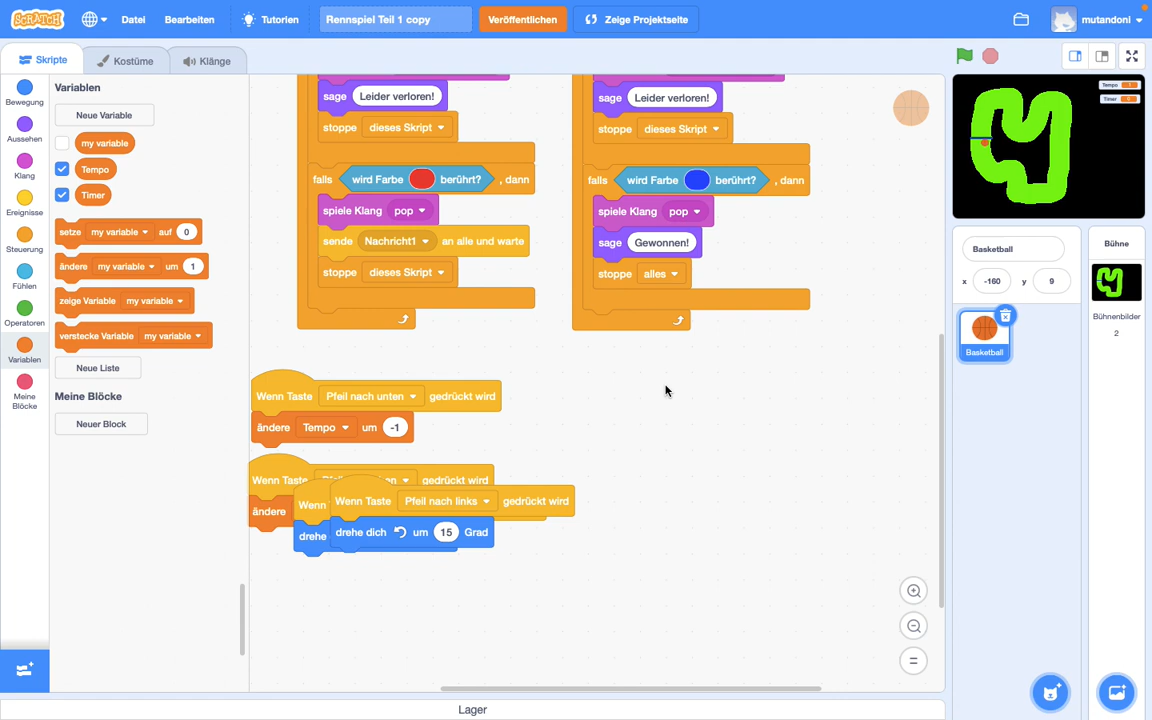 SCRATCH Datei Bearbeiten Tutorien Rennspiel Teil 1 copy Veröffentlichen Zeige Projektseite mutandoni
Skripte Kostüme Klänge
Bewegung
Aussehen
Klang
Ereignisse
Steuerung
Fühlen
Operatoren
Variablen
Meine
Blöcke
Variablen
Neue Variable
my variable
Tempo
Timer
setze my variable auf 0
ändere my variable um 1
zeige Variable my variable
verstecke Variable my variable
Neue Liste
Meine Blöcke
Neuer Block
sage Leider verloren!
stoppe dieses Skript
falls wird Farbe berührt? , dann
spiele Klang pop
sende Nachricht1 an alle und warte
stoppe dieses Skript
sage Leider verloren!
stoppe dieses Skript
falls wird Farbe berührt? , dann
spiele Klang pop
sage Gewonnen!
stoppe alles
Wenn Taste Pfeil nach unten gedrückt wird
ändere Tempo um -1
Wenn Taste gedrückt wird
ändere
Wenn
drehe
Wenn Taste Pfeil nach links gedrückt wird
drehe dich um 15 Grad
Tempo
Timer
Basketball
x -160 y 9
Basketball
Bühne
Bühnenbilder
2
Lager